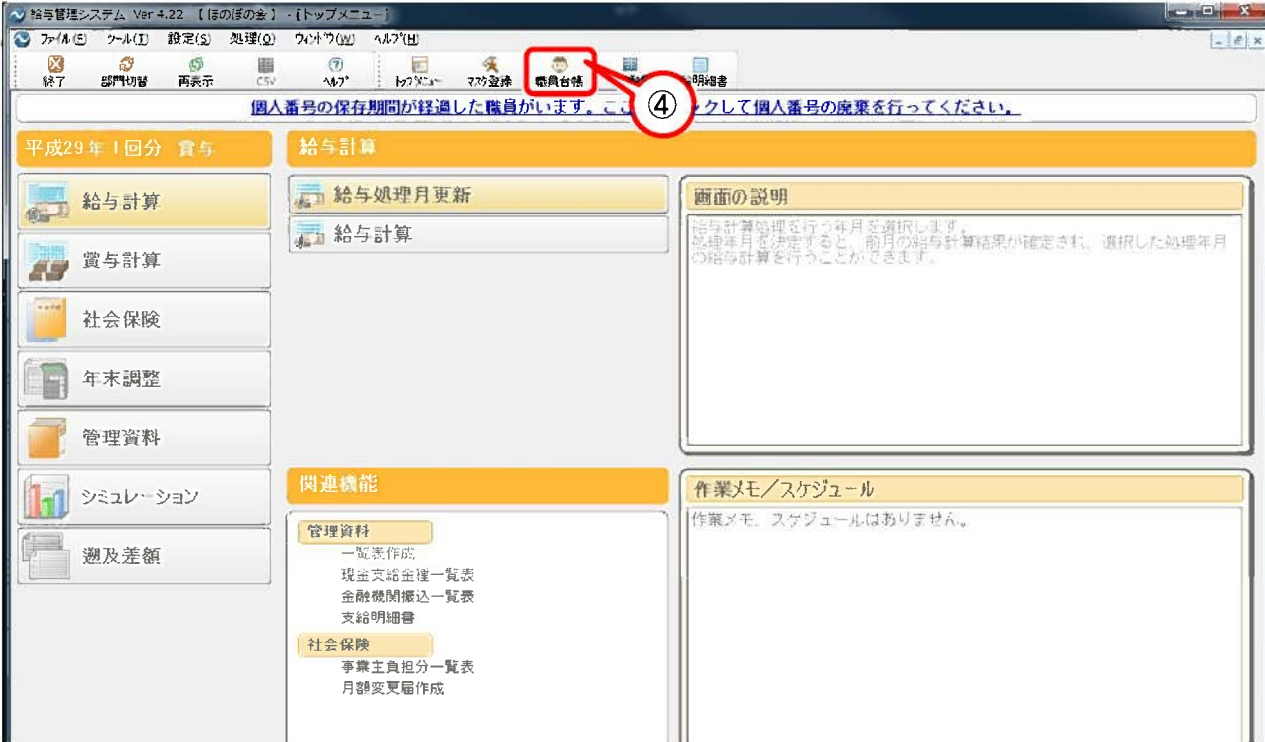 給与管理システム Ver 4.22 【ほのぼの会】 - [トップメニュー]
ファイル(E) ツール(T) 設定(S) 処理(Q) ウィンドウ(W) ヘルプ(H)
終了 部門切替 再表示 CSV ヘルプ トップメニュー マスタ登録 職員台帳 明細書
個人番号の保存期間が経過した職員がいます。ここ ックして個人番号の廃棄を行ってください。
④
平成29年1回分 賞与
給与計算
給与計算
賞与計算
社会保険
年末調整
管理資料
シミュレーション
遡及差額
給与処理月更新
給与計算
画面の説明
給与計算処理を行う年月を選択します。
処理年月を決定すると、前月の給与計算結果が確定され、選択した処理年月
の給与計算を行うことができます。
関連機能
管理資料
一覧表作成
現金支給金種一覧表
金融機関振込一覧表
支給明細書
社会保険
事業主負担分一覧表
月額変更届作成
作業メモ/スケジュール
作業メモ、スケジュールはありません。